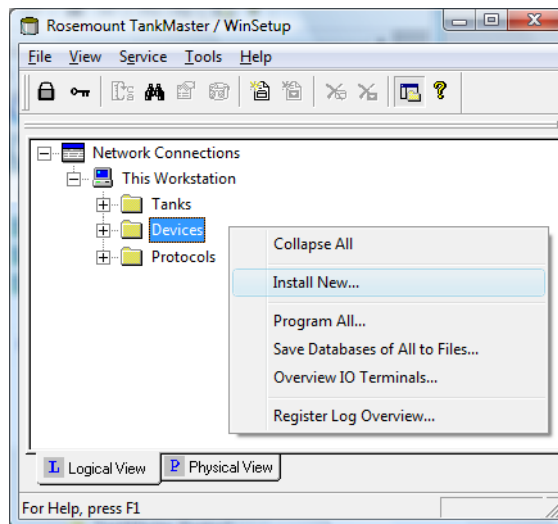 Rosemount TankMaster / WinSetup
File View Service Tools Help
Network Connections
This Workstation
Tanks
Devices
Protocols
Collapse All
Install New...
Program All...
Save Databases of All to Files...
Overview IO Terminals...
Register Log Overview...
L Logical View P Physical View
For Help, press F1